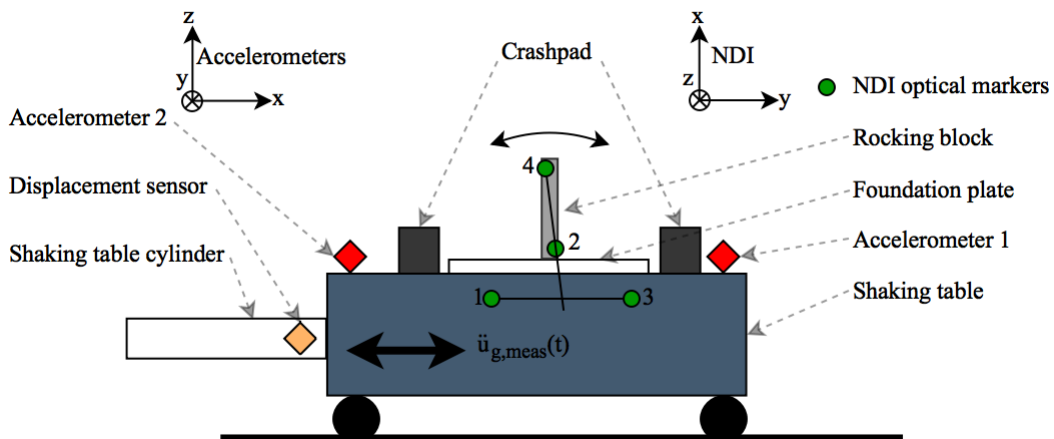 z
Accelerometers
y
x
Crashpad
x
NDI
z
y
NDI optical markers
Accelerometer 2
Displacement sensor
Shaking table cylinder
Rocking block
Foundation plate
Accelerometer 1
Shaking table
4
2
1
3
ü_g,meas(t)